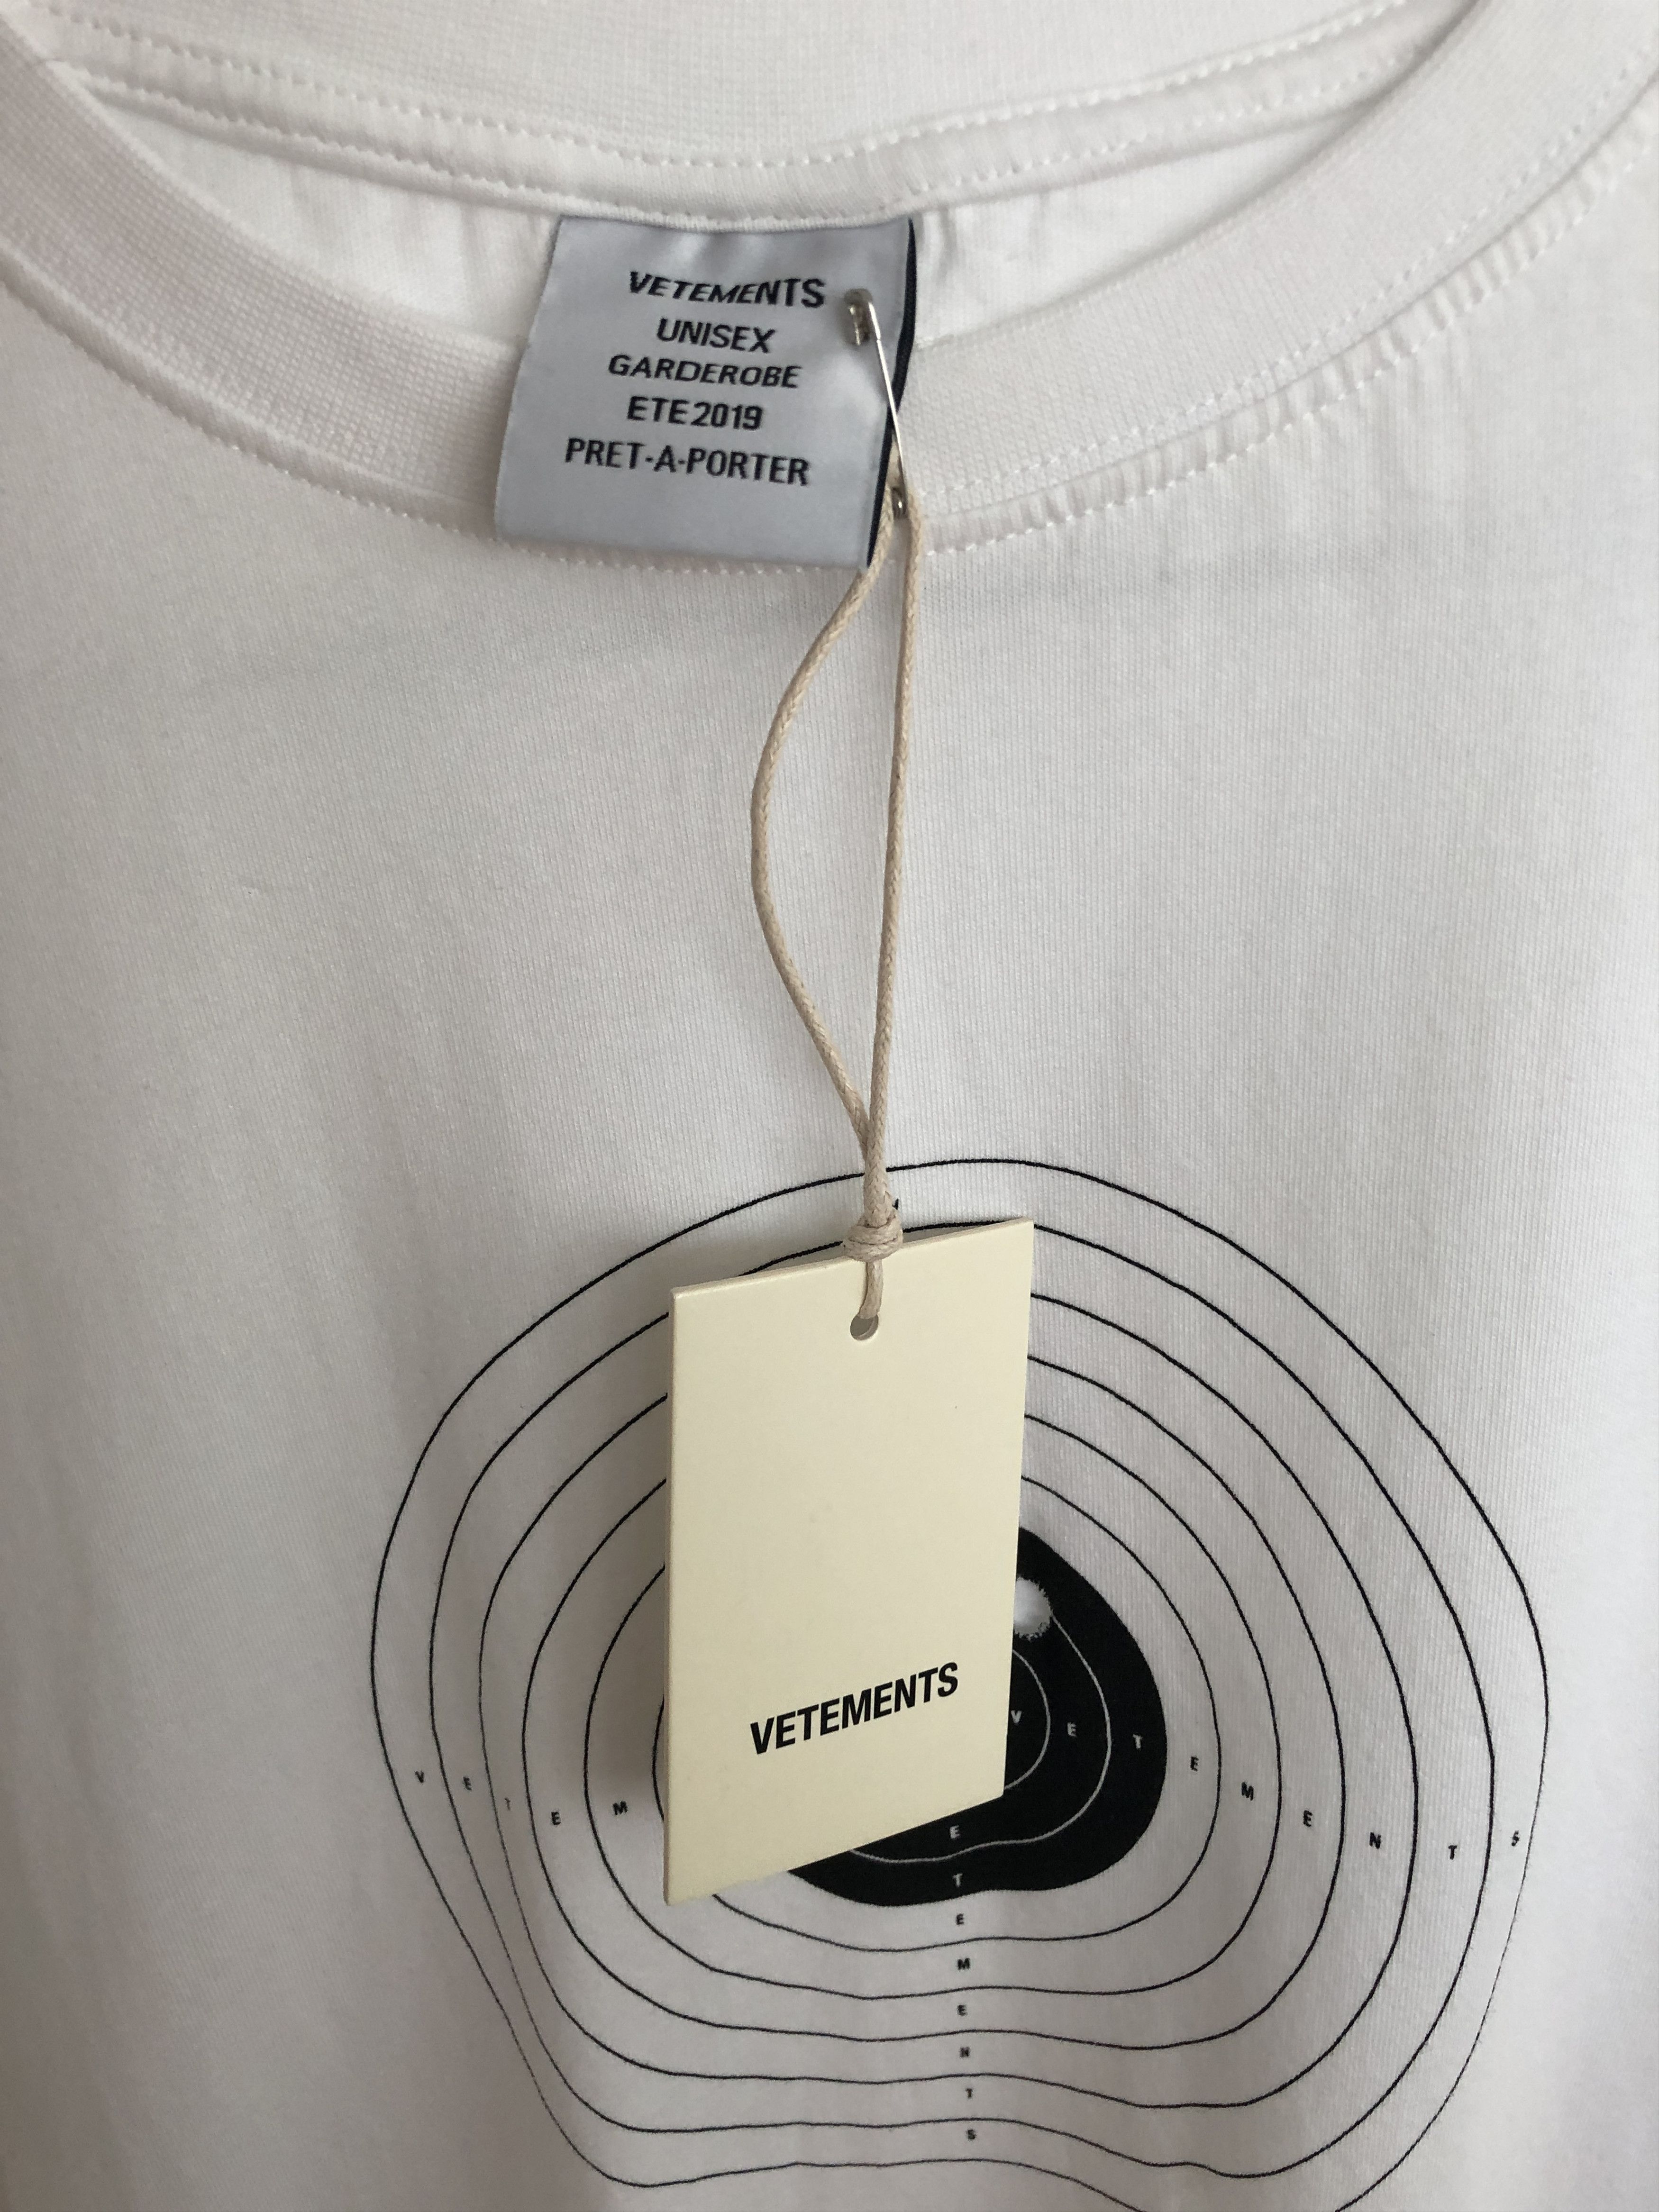 VETEMENTS
UNISEX
GARDEROBE
ETE 2019
PRET-A-PORTER
VETEMENTS
V E T E M E N T S
V E T E M
E T E M E N T S